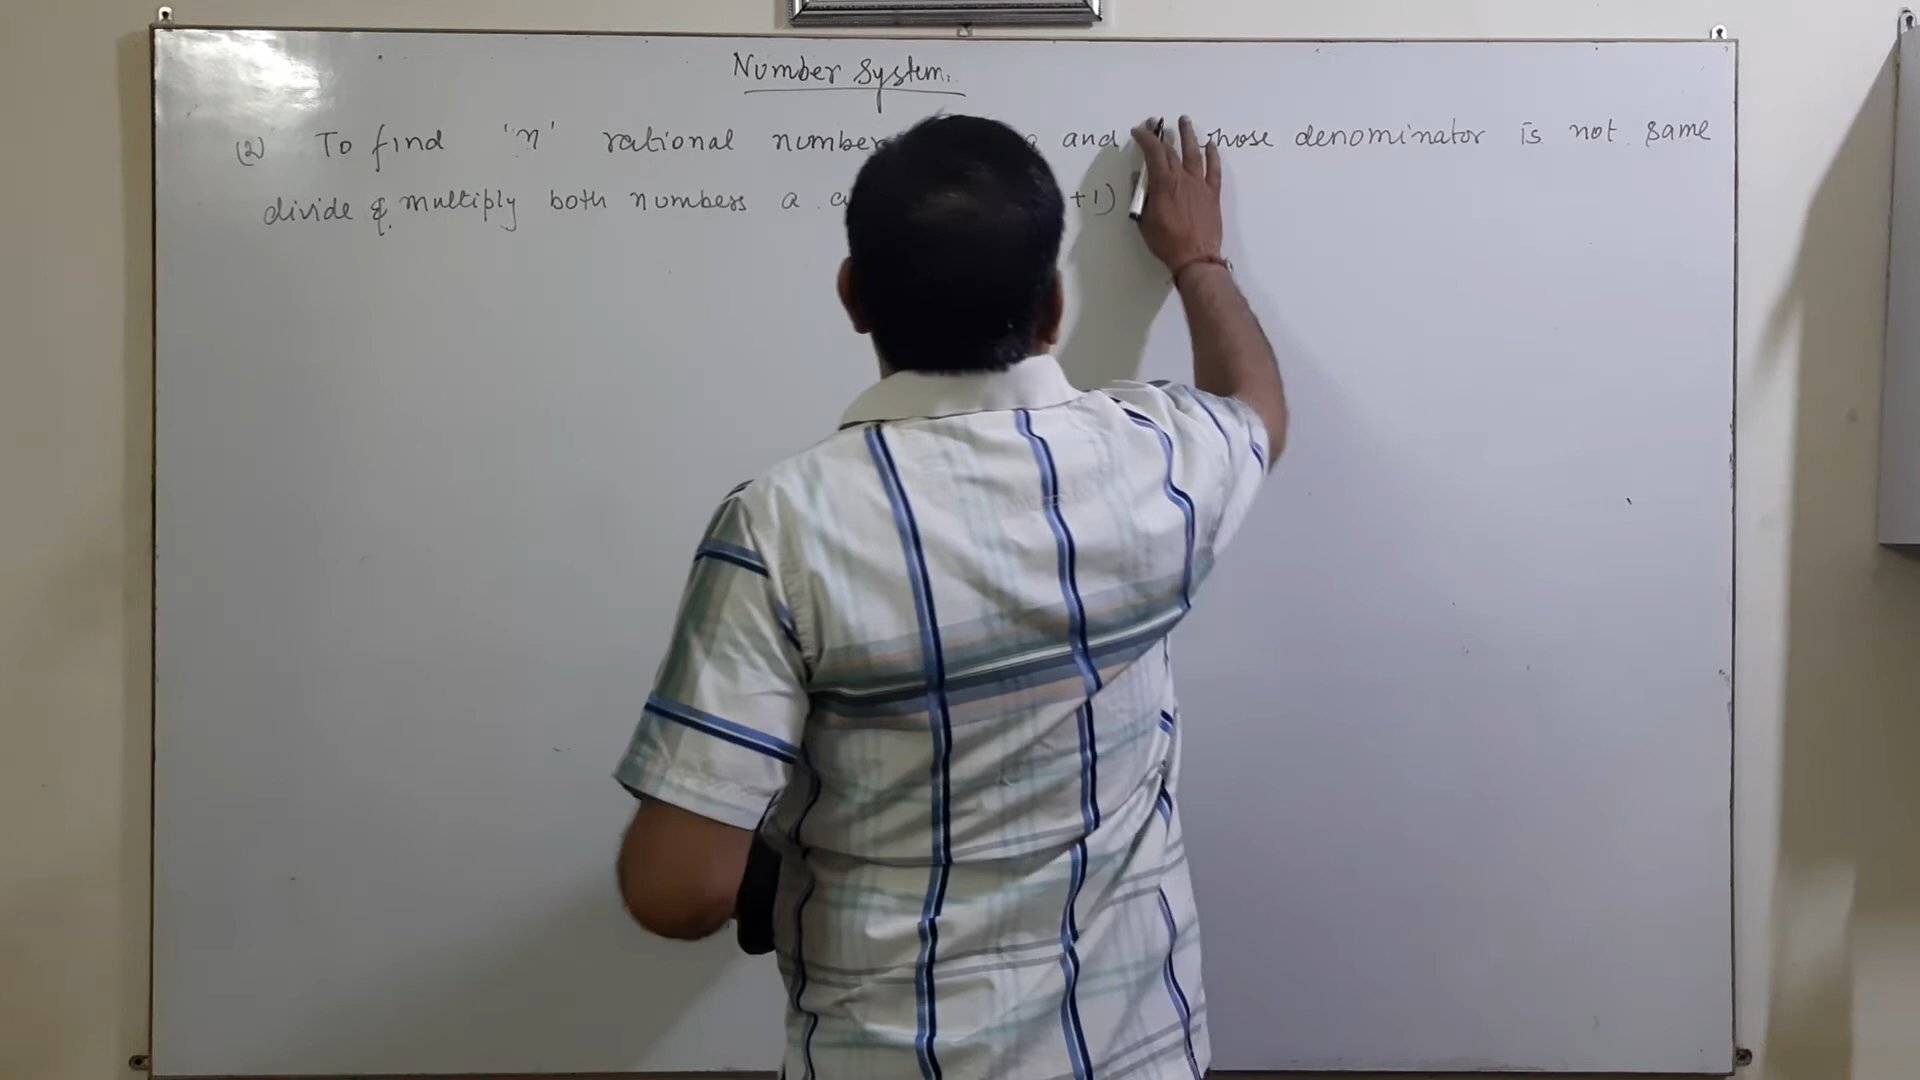 Number System.
(2) To find 'n' rational number a and whose denominator is not same
divide & multiply both numbers a +1)